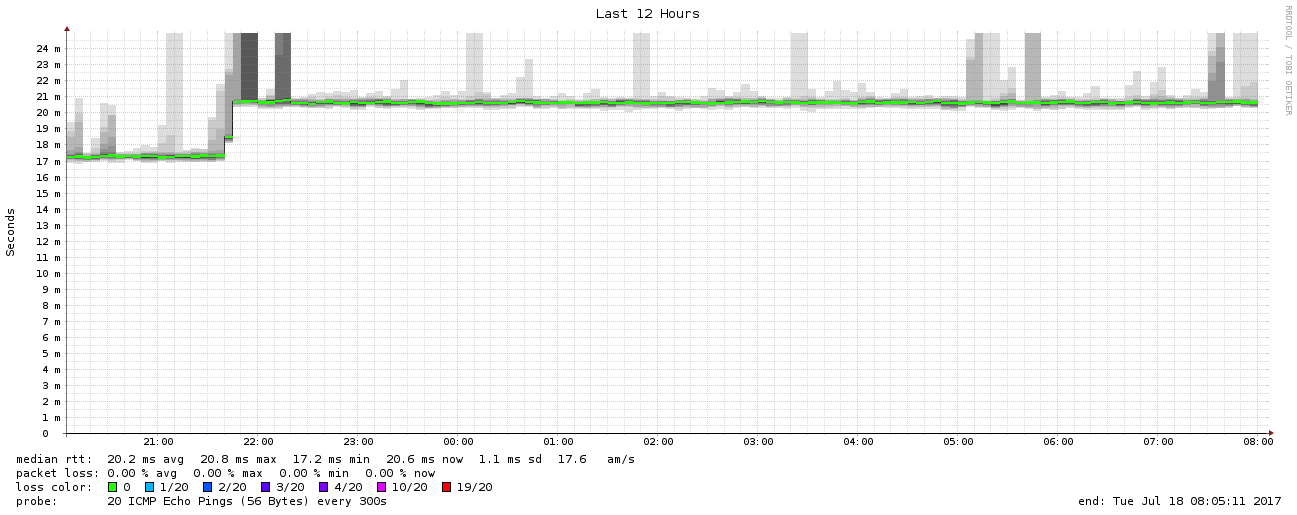 Last 12 Hours
RRDTOOL / TOBI OETIKER
Seconds
24 m
23 m
22 m
21 m
20 m
19 m
18 m
17 m
16 m
15 m
14 m
13 m
12 m
11 m
10 m
9 m
8 m
7 m
6 m
5 m
4 m
3 m
2 m
1 m
0
21:00 22:00 23:00 00:00 01:00 02:00 03:00 04:00 05:00 06:00 07:00 08:00
median rtt: 20.2 ms avg 20.8 ms max 17.2 ms min 20.6 ms now 1.1 ms sd 17.6 am/s
packet loss: 0.00 % avg 0.00 % max 0.00 % min 0.00 % now
loss color: 0 1/20 2/20 3/20 4/20 10/20 19/20
probe: 20 ICMP Echo Pings (56 Bytes) every 300s end: Tue Jul 18 08:05:11 2017